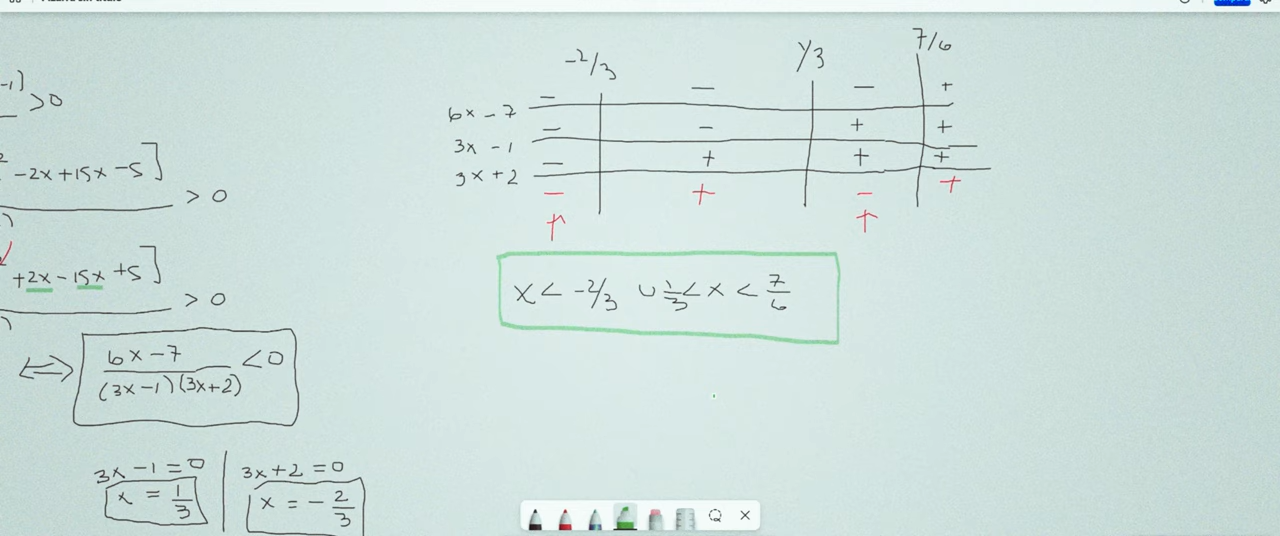 -1]
> 0
-2x + 15x - 5]
> 0
)
+2x - 15x + 5]
> 0
)
⟺ 6x - 7 < 0
(3x - 1)(3x + 2)
3x - 1 = 0 | 3x + 2 = 0
x = 1/3
x = - 2/3
-2/3 1/3 7/6
- - - +
6x - 7
- - + +
3x - 1
- + + +
3x + 2
- + - +
↑ ↑
x < -2/3 ∪ 1/3 < x < 7/6